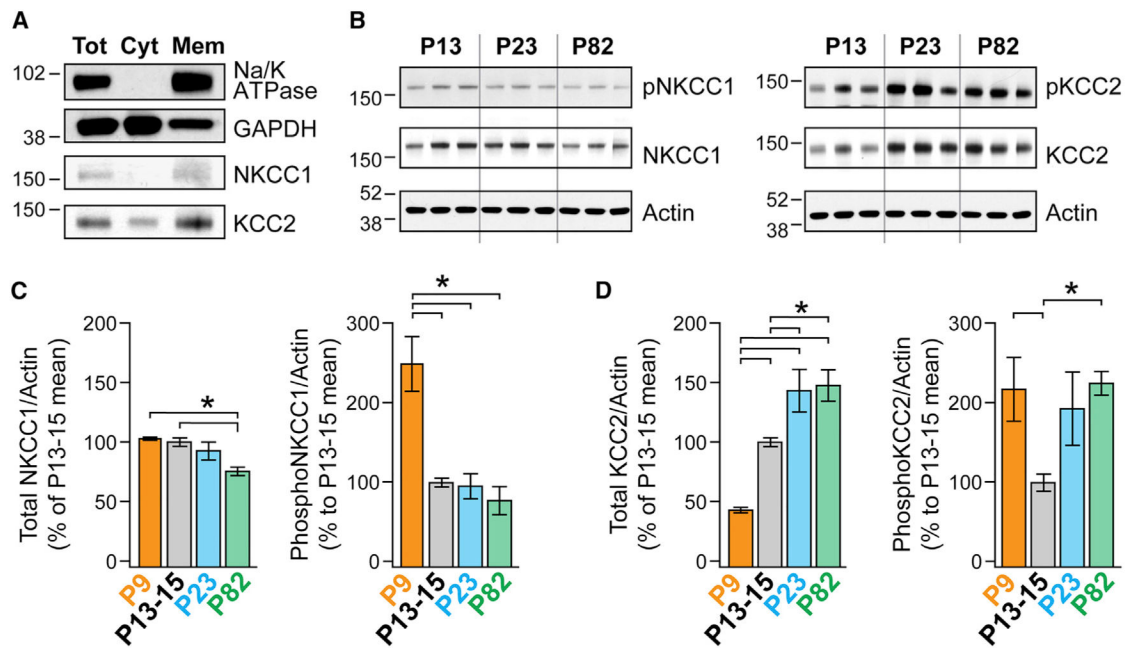 A
Tot Cyt Mem
102
Na/K
ATPase
38
GAPDH
150
NKCC1
150
KCC2
B
P13 P23 P82
150
pNKCC1
150
NKCC1
52
38
Actin
P13 P23 P82
150
pKCC2
150
KCC2
52
38
Actin
C
Total NKCC1/Actin
(% of P13-15 mean)
200
150
100
50
0
*
P9 P13-15 P23 P82
PhosphoNKCC1/Actin
(% to P13-15 mean)
300
200
100
0
*
P9 P13-15 P23 P82
D
Total KCC2/Actin
(% of P13-15 mean)
200
150
100
50
0
*
P9 P13-15 P23 P82
PhosphoKCC2/Actin
(% to P13-15 mean)
300
200
100
0
*
P9 P13-15 P23 P82